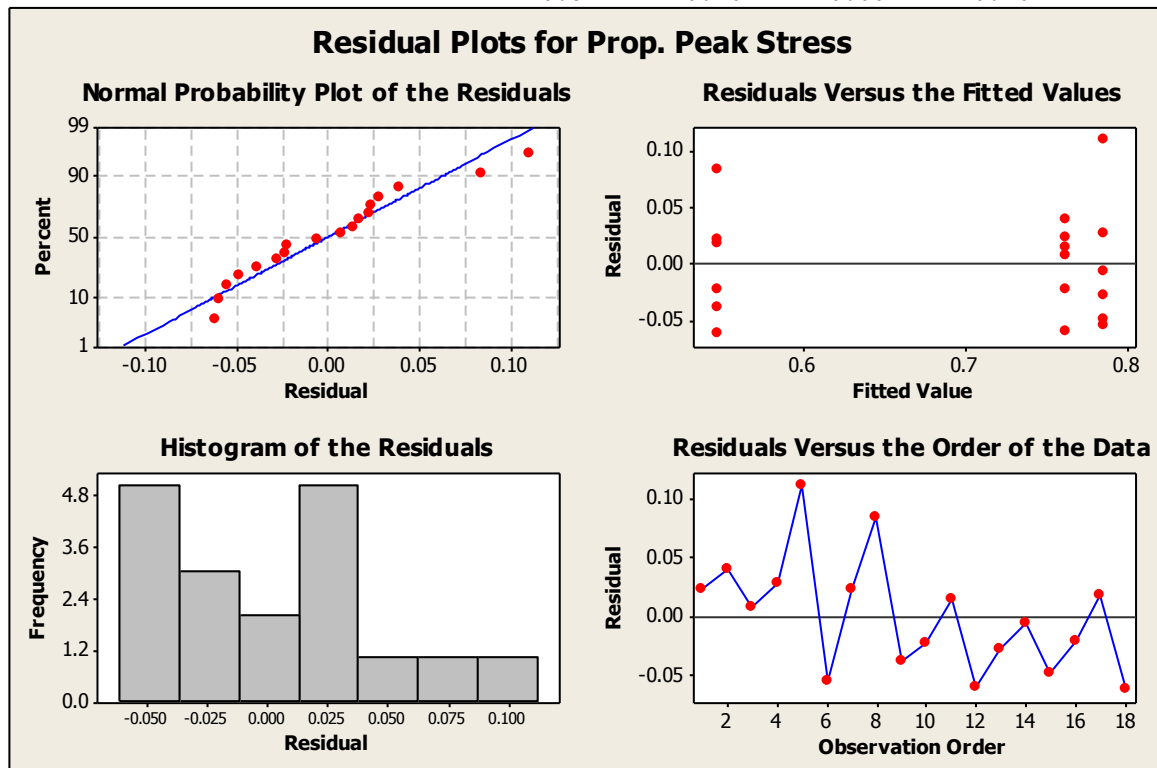 Residual Plots for Prop. Peak Stress
Normal Probability Plot of the Residuals
99
90
50
10
1
Percent
-0.10 -0.05 0.00 0.05 0.10
Residual
Residuals Versus the Fitted Values
0.10
0.05
0.00
-0.05
Residual
0.6 0.7 0.8
Fitted Value
Histogram of the Residuals
4.8
3.6
2.4
1.2
0.0
Frequency
-0.050 -0.025 0.000 0.025 0.050 0.075 0.100
Residual
Residuals Versus the Order of the Data
0.10
0.05
0.00
-0.05
Residual
2 4 6 8 10 12 14 16 18
Observation Order